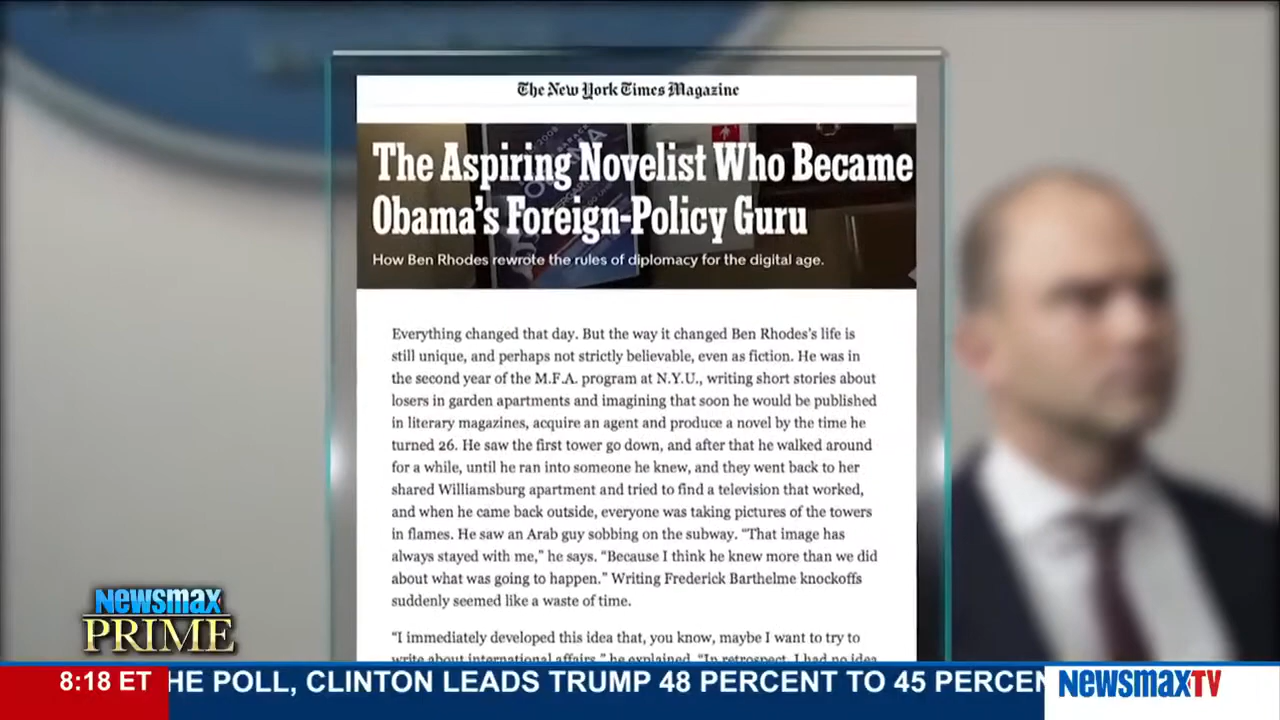 The New York Times Magazine
The Aspiring Novelist Who Became
Obama's Foreign-Policy Guru
How Ben Rhodes rewrote the rules of diplomacy for the digital age.
Everything changed that day. But the way it changed Ben Rhodes's life is
still unique, and perhaps not strictly believable, even as fiction. He was in
the second year of the M.F.A. program at N.Y.U., writing short stories about
losers in garden apartments and imagining that soon he would be published
in literary magazines, acquire an agent and produce a novel by the time he
turned 26. He saw the first tower go down, and after that he walked around
for a while, until he ran into someone he knew, and they went back to her
shared Williamsburg apartment and tried to find a television that worked,
and when he came back outside, everyone was taking pictures of the towers
in flames. He saw an Arab guy sobbing on the subway. “That image has
always stayed with me,” he says. “Because I think he knew more than we did
about what was going to happen.” Writing Frederick Barthelme knockoffs
suddenly seemed like a waste of time.
“I immediately developed this idea that, you know, maybe I want to try to
write about international affairs,” he explained. “In retrospect, I had no idea
NEWSMAX
PRIME
8:18 ET
HE POLL, CLINTON LEADS TRUMP 48 PERCENT TO 45 PERCEN
NEWSMAXTV